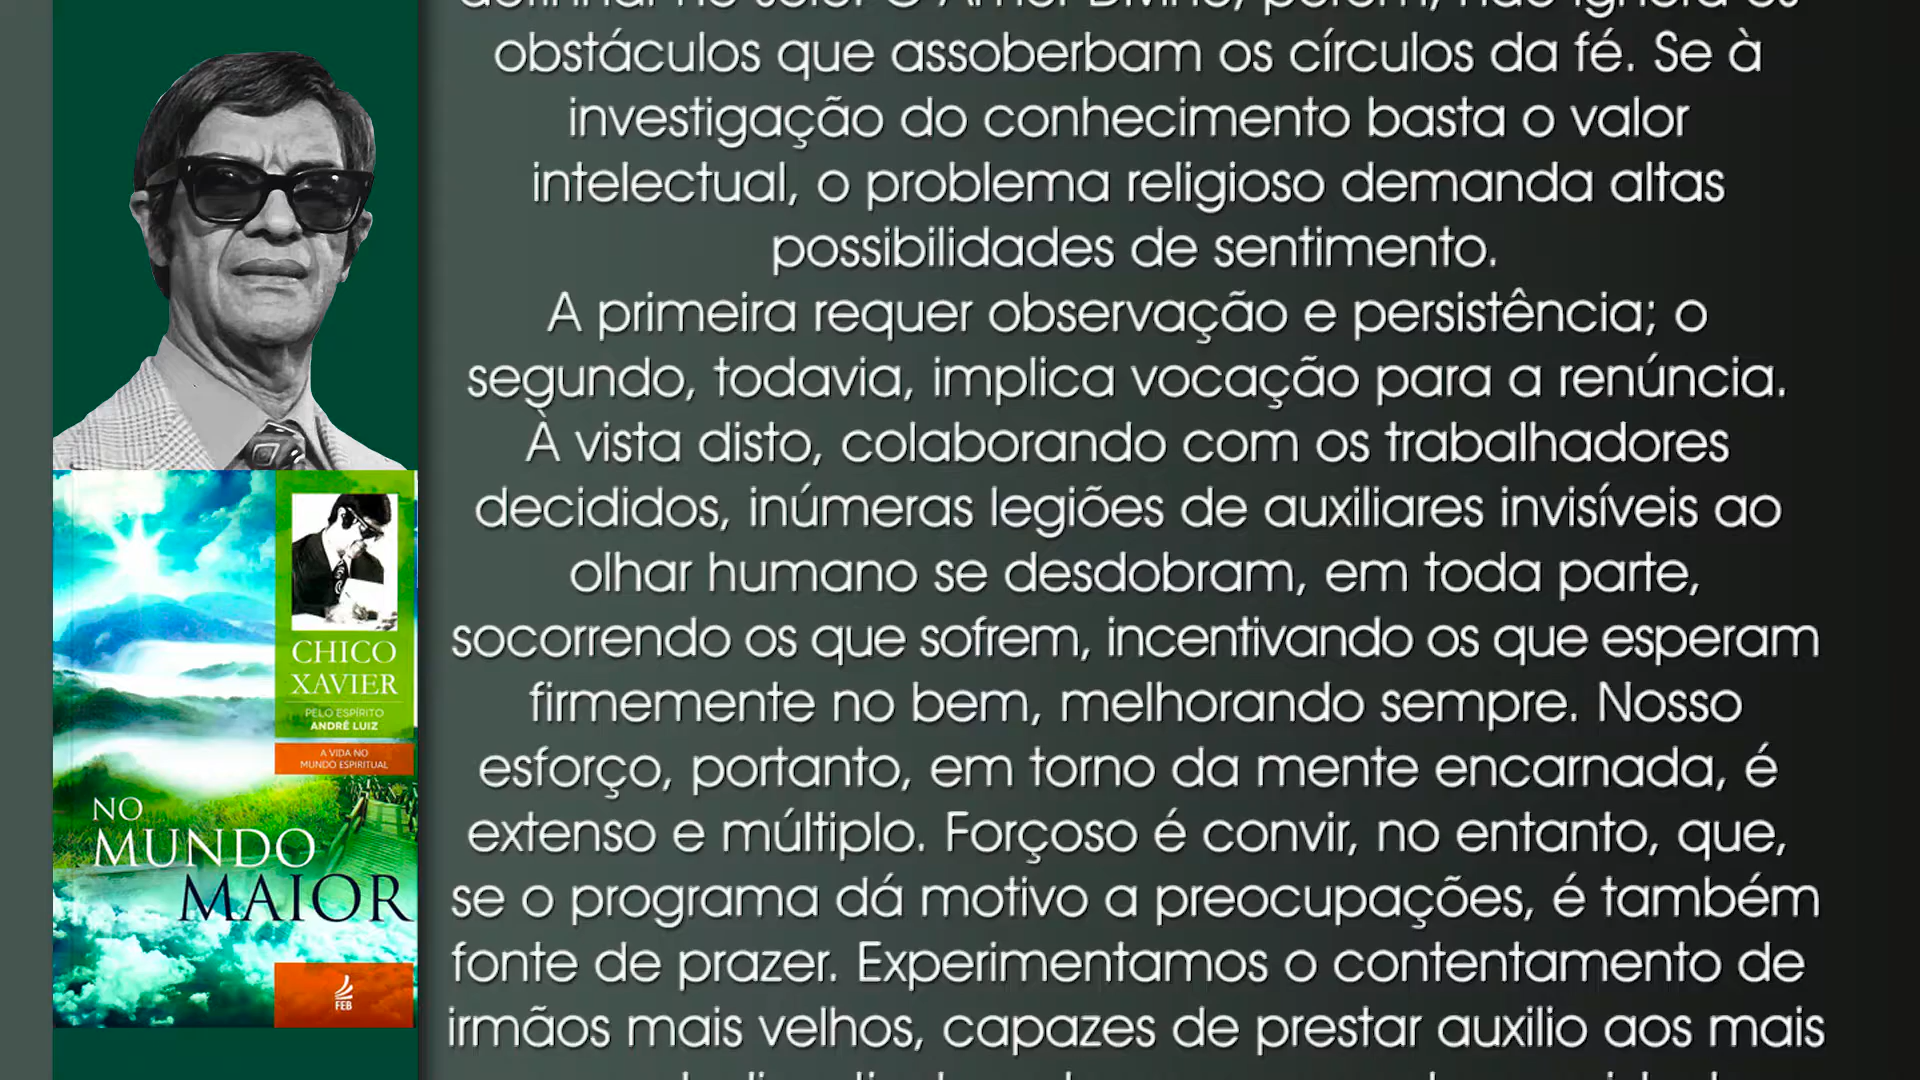 obstáculos que assoberbam os círculos da fé. Se à
investigação do conhecimento basta o valor
intelectual, o problema religioso demanda altas
possibilidades de sentimento.
A primeira requer observação e persistência; o
segundo, todavia, implica vocação para a renúncia.
À vista disto, colaborando com os trabalhadores
decididos, inúmeras legiões de auxiliares invisíveis ao
olhar humano se desdobram, em toda parte,
socorrendo os que sofrem, incentivando os que esperam
firmemente no bem, melhorando sempre. Nosso
esforço, portanto, em torno da mente encarnada, é
extenso e múltiplo. Forçoso é convir, no entanto, que,
se o programa dá motivo a preocupações, é também
fonte de prazer. Experimentamos o contentamento de
irmãos mais velhos, capazes de prestar auxilio aos mais
CHICO
XAVIER
PELO ESPÍRITO
ANDRÉ LUIZ
A VIDA NO
MUNDO ESPIRITUAL
NO
MUNDO
MAIOR
FEB